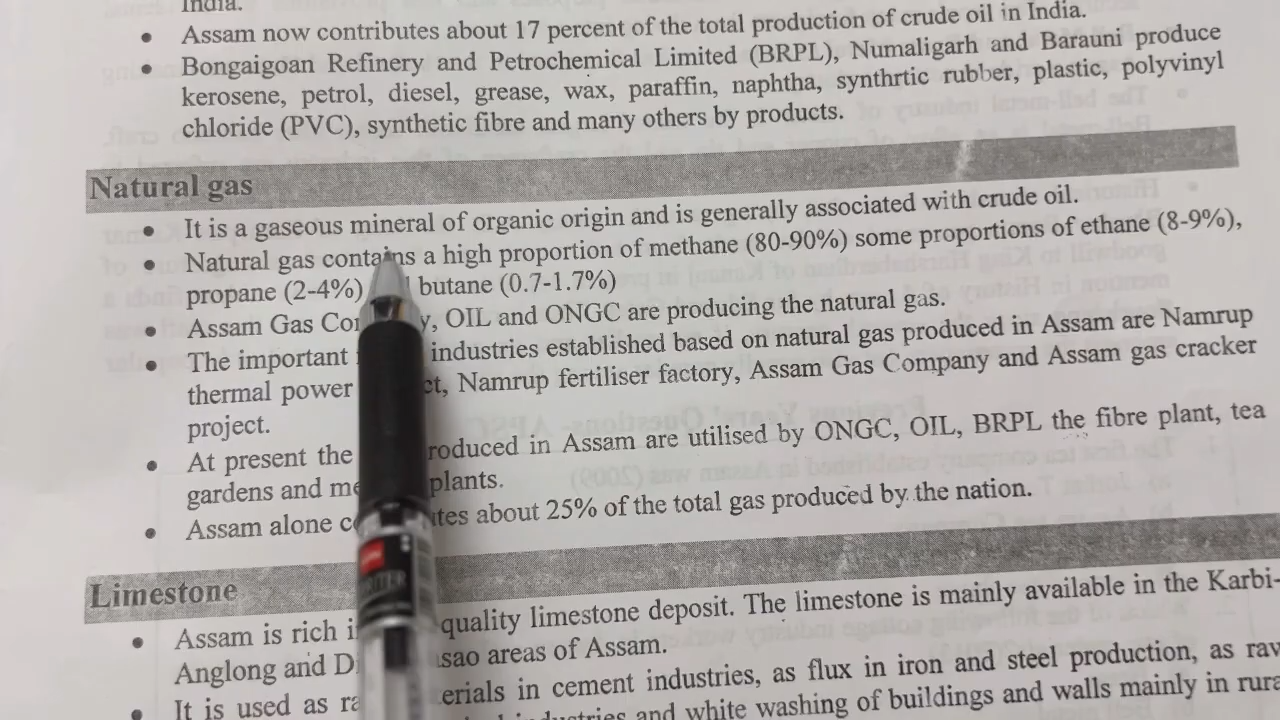 India.
• Assam now contributes about 17 percent of the total production of crude oil in India.
• Bongaigoan Refinery and Petrochemical Limited (BRPL), Numaligarh and Barauni produce
kerosene, petrol, diesel, grease, wax, paraffin, naphtha, synthrtic rubber, plastic, polyvinyl
chloride (PVC), synthetic fibre and many others by products.
Natural gas
• It is a gaseous mineral of organic origin and is generally associated with crude oil.
• Natural gas contains a high proportion of methane (80-90%) some proportions of ethane (8-9%),
propane (2-4%) butane (0.7-1.7%)
• Assam Gas OIL and ONGC are producing the natural gas.
• The important industries established based on natural gas produced in Assam are Namrup
thermal power Namrup fertiliser factory, Assam Gas Company and Assam gas cracker
project.
• At present the in Assam are utilised by ONGC, OIL, BRPL the fibre plant, tea
gardens and plants.
• Assam alone about 25% of the total gas produced by the nation.
Limestone
• Assam is rich quality limestone deposit. The limestone is mainly available in the Karbi-
Anglong and areas of Assam.
• It is used as in cement industries, as flux in iron and steel production, as
and white washing of buildings and walls mainly in